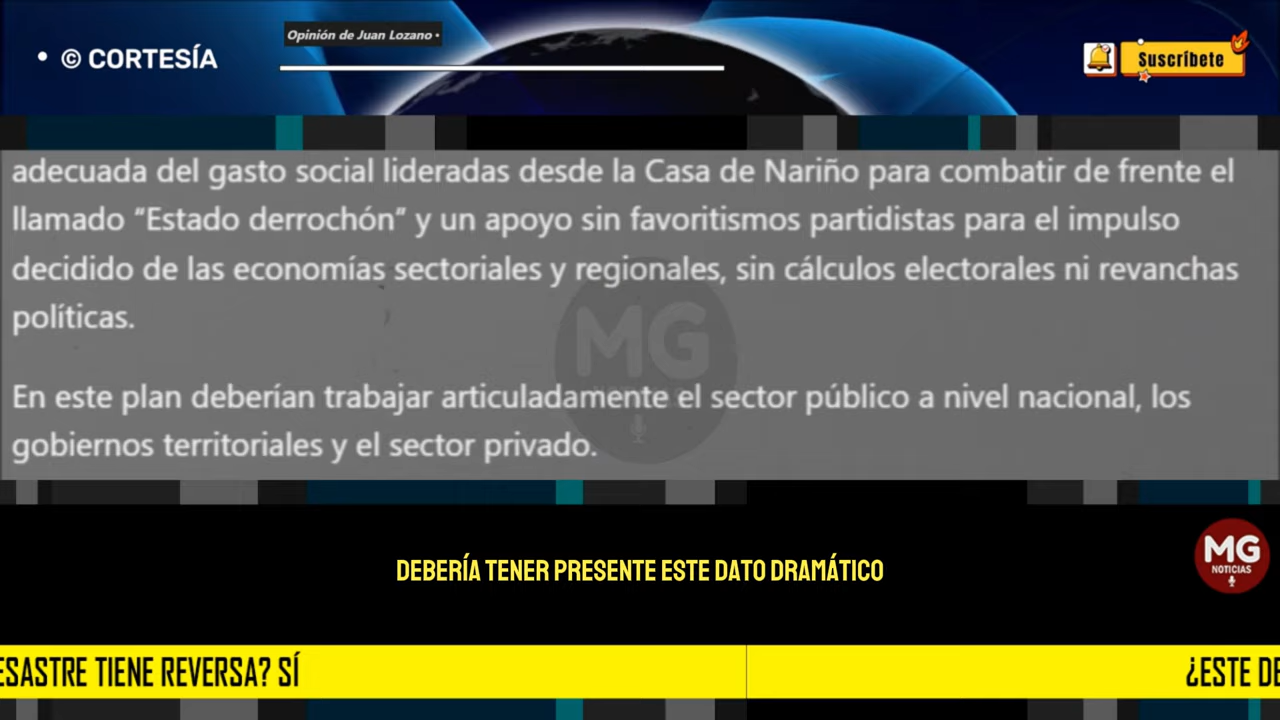 • © CORTESÍA
Opinión de Juan Lozano •
Suscríbete
adecuada del gasto social lideradas desde la Casa de Nariño para combatir de frente el
llamado “Estado derrochón” y un apoyo sin favoritismos partidistas para el impulso
decidido de las economías sectoriales y regionales, sin cálculos electorales ni revanchas
políticas.
En este plan deberían trabajar articuladamente el sector público a nivel nacional, los
gobiernos territoriales y el sector privado.
MG
DEBERÍA TENER PRESENTE ESTE DATO DRAMÁTICO
MG
NOTICIAS
ESASTRE TIENE REVERSA? SÍ
¿ESTE DE